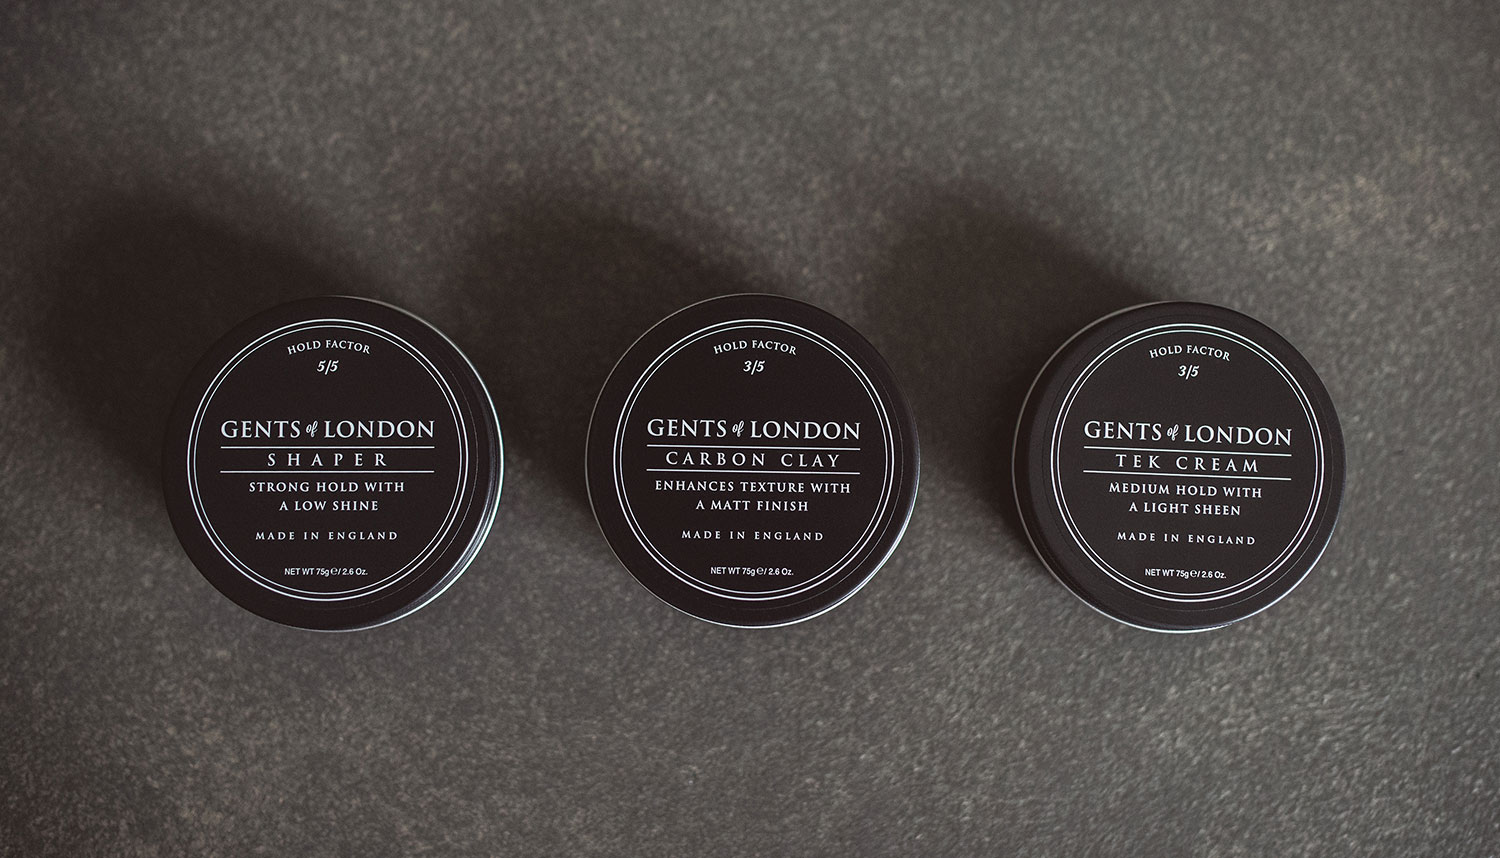 HOLD FACTOR
5/5
GENTS of LONDON
SHAPER
STRONG HOLD WITH
A LOW SHINE
MADE IN ENGLAND
NET WT 75g℮/ 2.6 Oz.
HOLD FACTOR
3/5
GENTS of LONDON
CARBON CLAY
ENHANCES TEXTURE WITH
A MATT FINISH
MADE IN ENGLAND
NET WT 75g℮/ 2.6 Oz.
HOLD FACTOR
3/5
GENTS of LONDON
TEK CREAM
MEDIUM HOLD WITH
A LIGHT SHEEN
MADE IN ENGLAND
NET WT 75g℮/ 2.6 Oz.